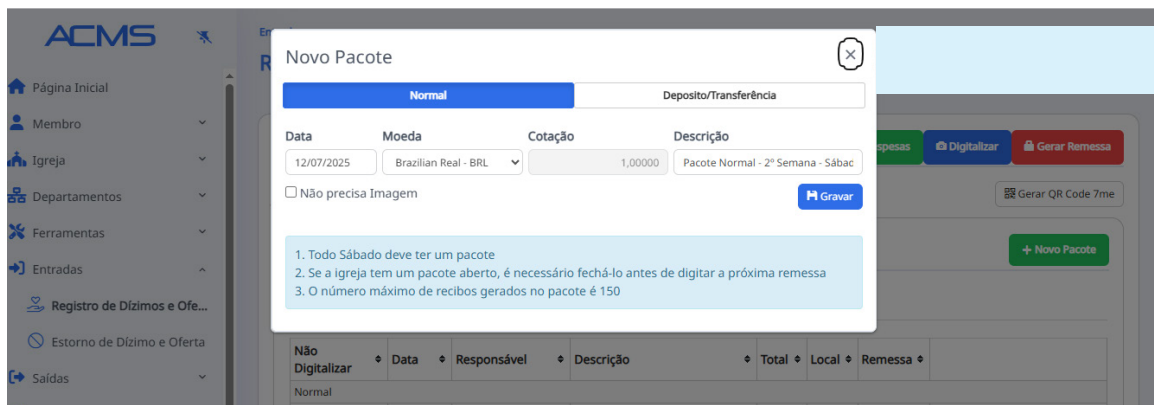 ACMS
Página Inicial
Membro
Igreja
Departamentos
Ferramentas
Entradas
Registro de Dízimos e Ofe...
Estorno de Dízimo e Oferta
Saídas
Novo Pacote
Normal
Deposito/Transferência
Data
Moeda
Cotação
Descrição
12/07/2025
Brazilian Real - BRL
1,00000
Pacote Normal - 2º Semana - Sábac
Não precisa Imagem
Gravar
1. Todo Sábado deve ter um pacote
2. Se a igreja tem um pacote aberto, é necessário fechá-lo antes de digitar a próxima remessa
3. O número máximo de recibos gerados no pacote é 150
Digitalizar
Gerar Remessa
Gerar QR Code 7me
+ Novo Pacote
Não Digitalizar
Data
Responsável
Descrição
Total
Local
Remessa
Normal